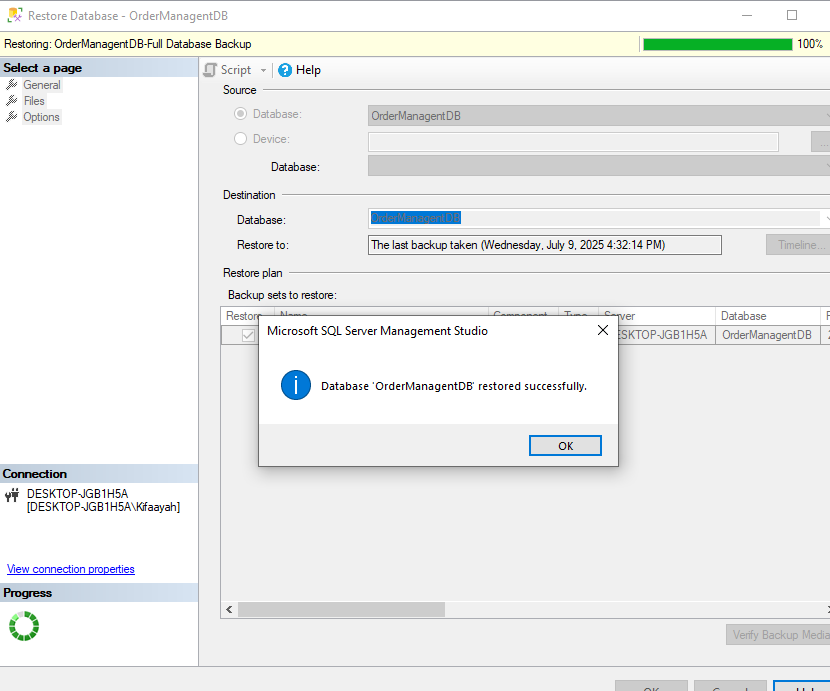 Restore Database - OrderManagentDB
Restoring: OrderManagentDB-Full Database Backup
100%
Select a page
General
Files
Options
Script
Help
Source
Database:
OrderManagentDB
Device:
...
Database:
Destination
Database:
OrderManagentDB
Restore to:
The last backup taken (Wednesday, July 9, 2025 4:32:14 PM)
Timeline...
Restore plan
Backup sets to restore:
Restore Name Component Type Server Database
ESKTOP-JGB1H5A OrderManagentDB
Microsoft SQL Server Management Studio
Database 'OrderManagentDB' restored successfully.
OK
Connection
DESKTOP-JGB1H5A
[DESKTOP-JGB1H5A\Kifaayah]
View connection properties
Progress
Verify Backup Media
OK Cancel Help